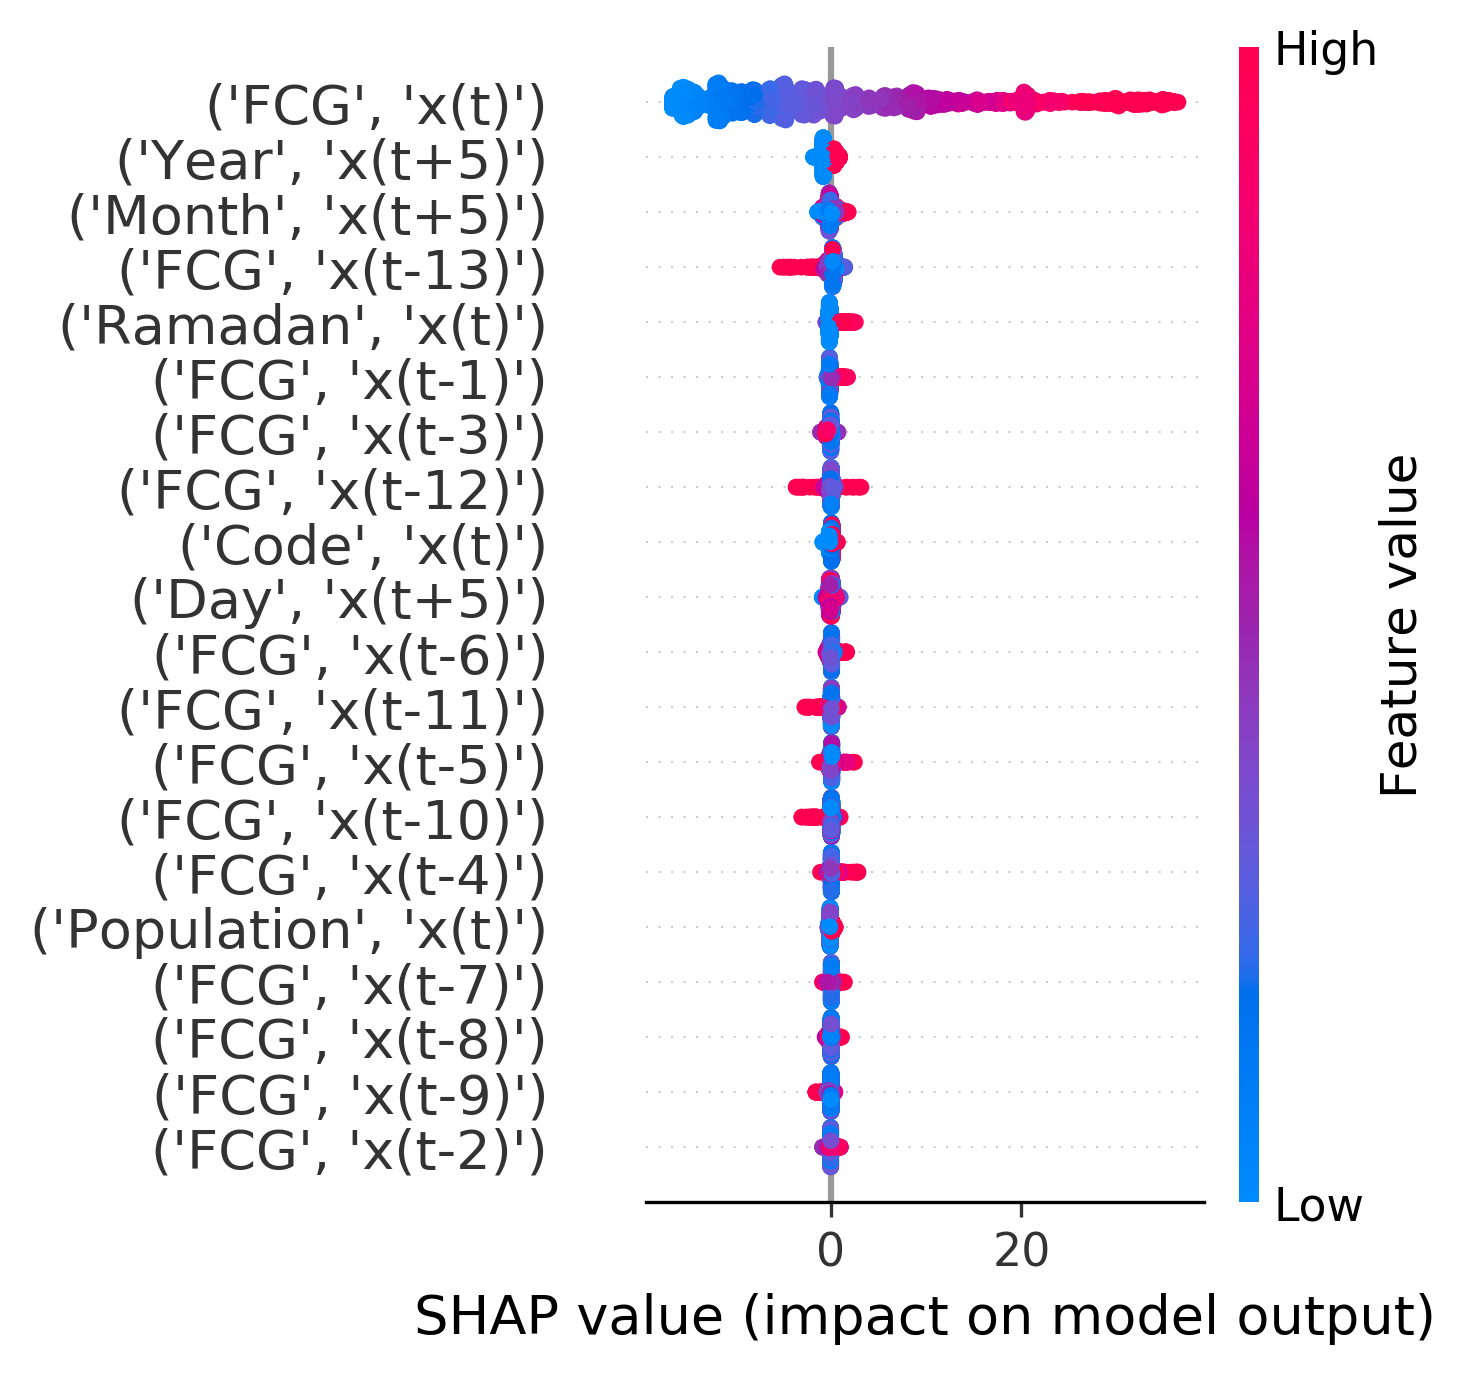 High
('FCG', 'x(t)')
('Year', 'x(t+5)')
('Month', 'x(t+5)')
('FCG', 'x(t-13)')
('Ramadan', 'x(t)')
('FCG', 'x(t-1)')
('FCG', 'x(t-3)')
('FCG', 'x(t-12)')
('Code', 'x(t)')
('Day', 'x(t+5)')
('FCG', 'x(t-6)')
('FCG', 'x(t-11)')
('FCG', 'x(t-5)')
('FCG', 'x(t-10)')
('FCG', 'x(t-4)')
('Population', 'x(t)')
('FCG', 'x(t-7)')
('FCG', 'x(t-8)')
('FCG', 'x(t-9)')
('FCG', 'x(t-2)')
Feature value
Low
0 20
SHAP value (impact on model output)